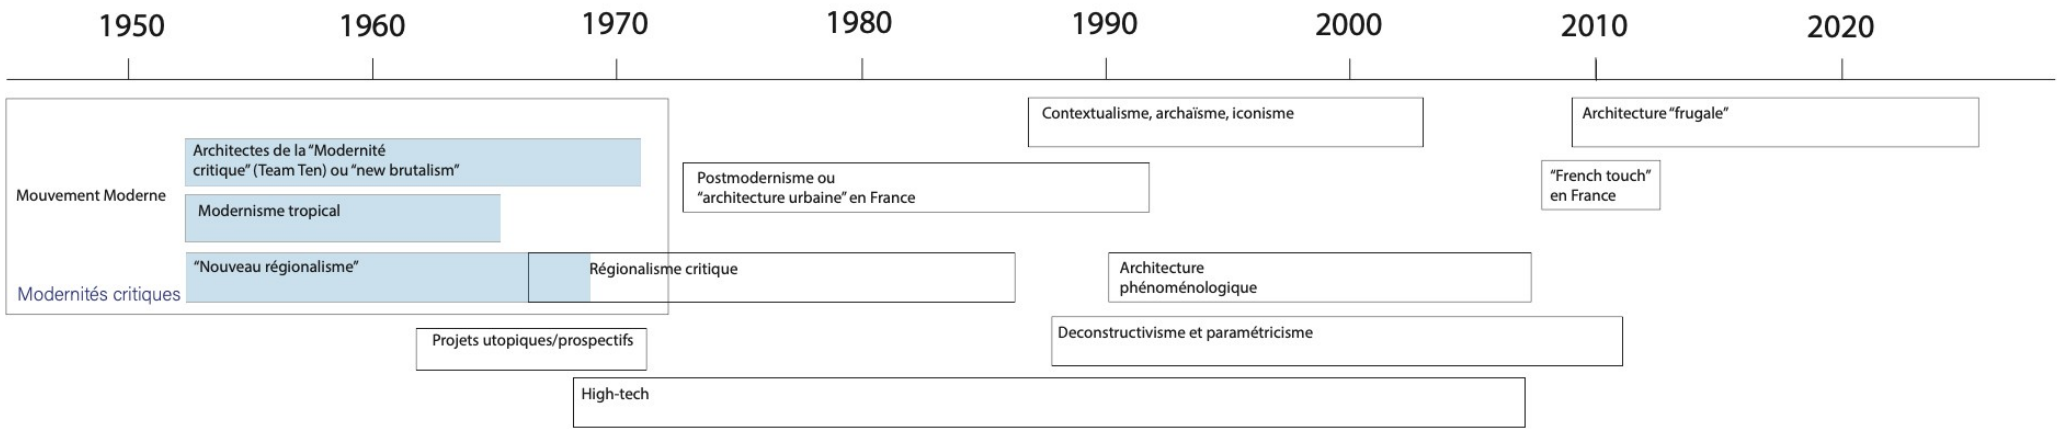 1950 1960 1970 1980 1990 2000 2010 2020
Contextualisme, archaïsme, iconisme
Architecture “frugale”
Architectes de la “Modernité
critique” (Team Ten) ou “new brutalism”
Postmodernisme ou
“architecture urbaine” en France
“French touch”
en France
Mouvement Moderne
Modernisme tropical
“Nouveau régionalisme”
Régionalisme critique
Architecture
phénoménologique
Modernités critiques
Projets utopiques/prospectifs
Deconstructivisme et paramétricisme
High-tech